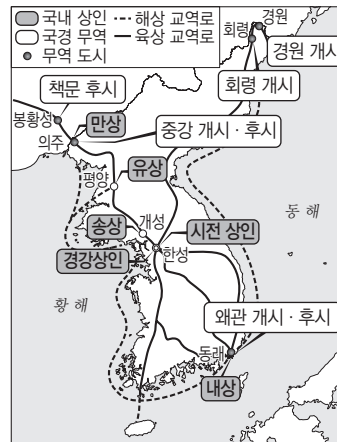 국내 상인 해상 교역로
국경 무역 육상 교역로
무역 도시
경원
회령
경원 개시
회령 개시
책문 후시
봉황성
만상
의주
중강 개시 · 후시
평양
유상
송상
개성
시전 상인
한성
경강상인
동해
황해
왜관 개시 · 후시
동래
내상